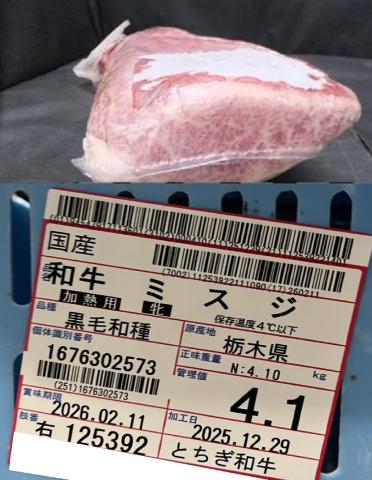 国産
(7002)11253922111090(17)260211
和牛 ミスジ
加熱用 牝 保存温度4℃以下
品種 黒毛和種
原産地 栃木県
個体識別番号
1676302573
正味重量 N:4.10 kg
(251)1676302573
管理値 4.1
賞味期限
2026.02.11
加工日
2025.12.29
枝番
右 125392
とちぎ和牛